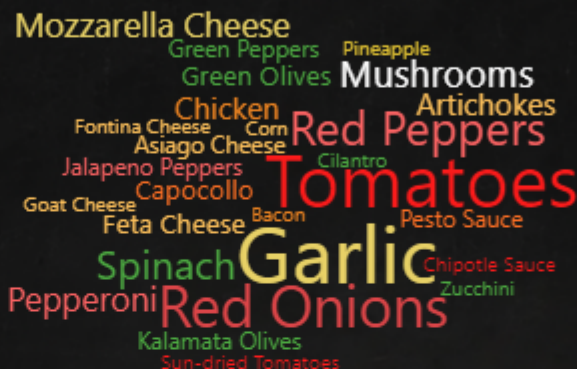 Mozzarella Cheese
Green Peppers
Pineapple
Green Olives
Mushrooms
Chicken
Artichokes
Fontina Cheese
Corn
Red Peppers
Asiago Cheese
Jalapeno Peppers
Cilantro
Tomatoes
Capocollo
Goat Cheese
Bacon
Feta Cheese
Pesto Sauce
Garlic
Spinach
Chipotle Sauce
Zucchini
Pepperoni
Red Onions
Kalamata Olives
Sun-dried Tomatoes